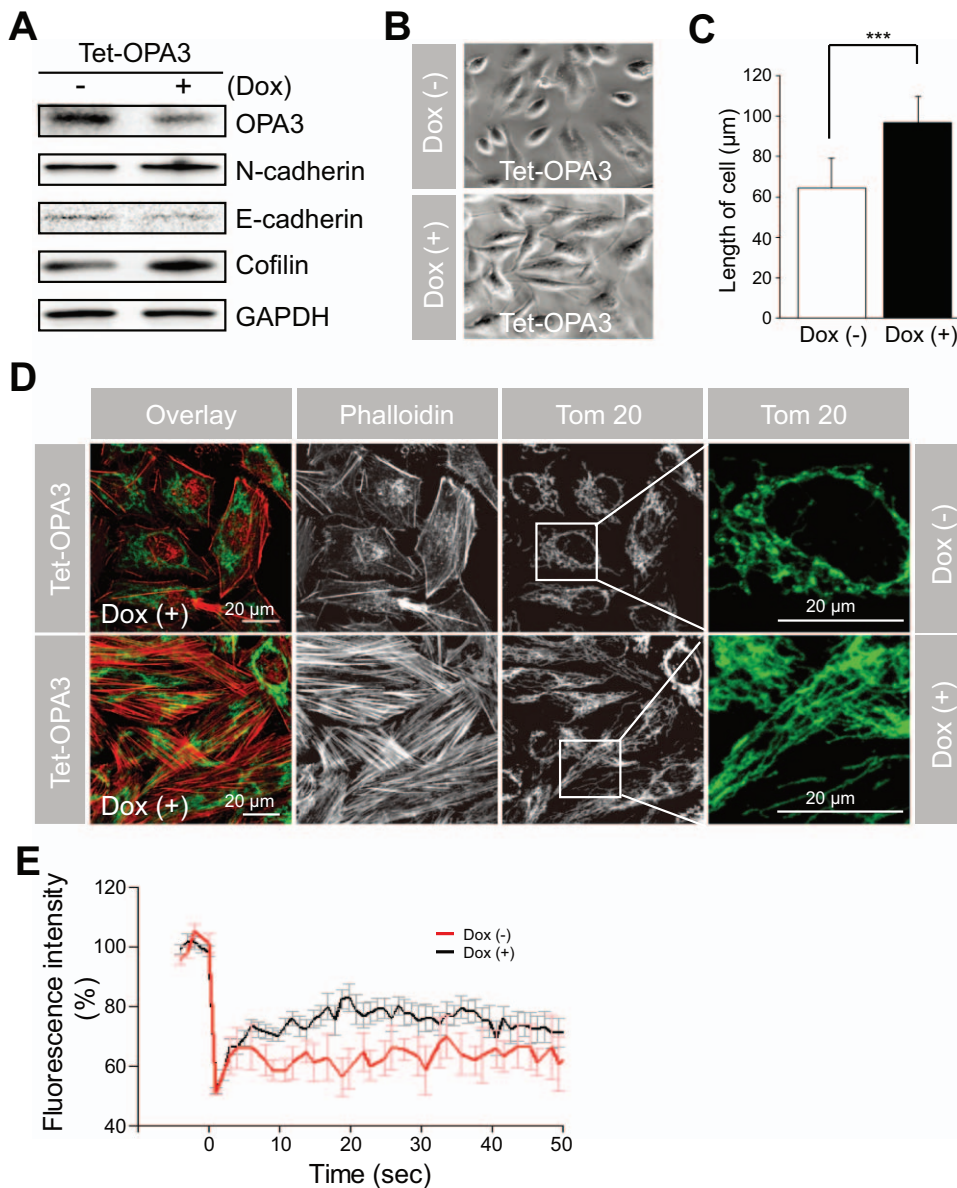 A
Tet-OPA3
- + (Dox)
OPA3
N-cadherin
E-cadherin
Cofilin
GAPDH
B
Dox (-)
Tet-OPA3
Dox (+)
Tet-OPA3
C
***
Length of cell (µm)
120
100
80
60
40
20
0
Dox (-) Dox (+)
D
Overlay Phalloidin Tom 20 Tom 20
Tet-OPA3
Dox (+) 20 µm
20 µm
Dox (-)
Tet-OPA3
Dox (+) 20 µm
20 µm
Dox (+)
E
Fluorescence intensity
(%)
120
100
80
60
40
Dox (-)
Dox (+)
0 10 20 30 40 50
Time (sec)